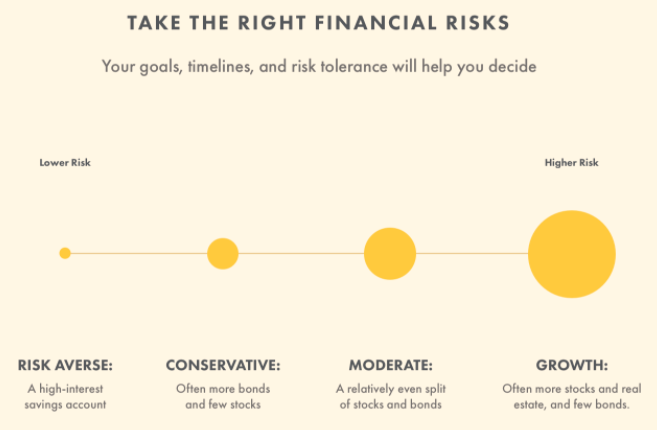 TAKE THE RIGHT FINANCIAL RISKS
Your goals, timelines, and risk tolerance will help you decide
Lower Risk
Higher Risk
RISK AVERSE:
A high-interest
savings account
CONSERVATIVE:
Often more bonds
and few stocks
MODERATE:
A relatively even split
of stocks and bonds
GROWTH:
Often more stocks and real
estate, and few bonds.